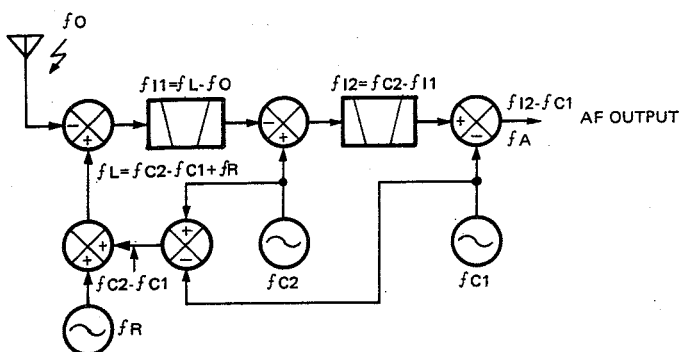 fO
fI1=fL-fO
fI2=fC2-fI1
fI2-fC1
fA
AF OUTPUT
- +
- +
+ -
fL=fC2-fC1+fR
+ +
+ -
fC2-fC1
fC2
fC1
fR